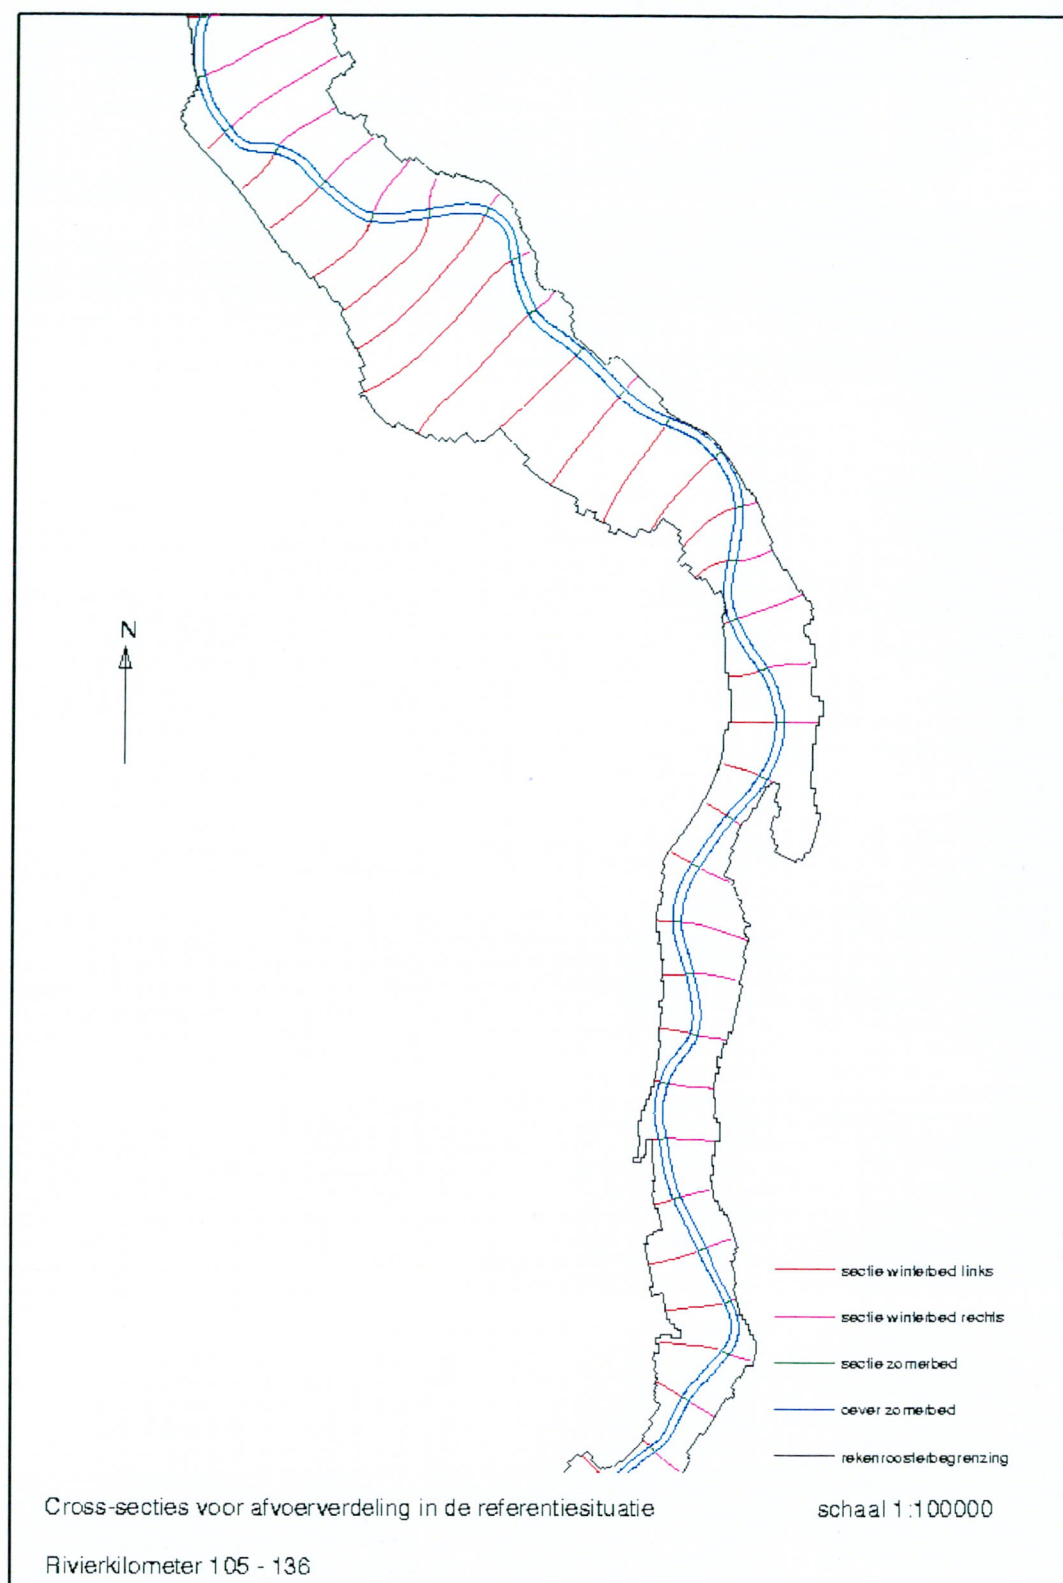 N
sectie winterbed links
sectie winterbed rechts
sectie zomerbed
oever zomerbed
rekenroosterbegrenzing
Cross-secties voor afvoerverdeling in de referentiesituatie
schaal 1:100000
Rivierkilometer 105 - 136